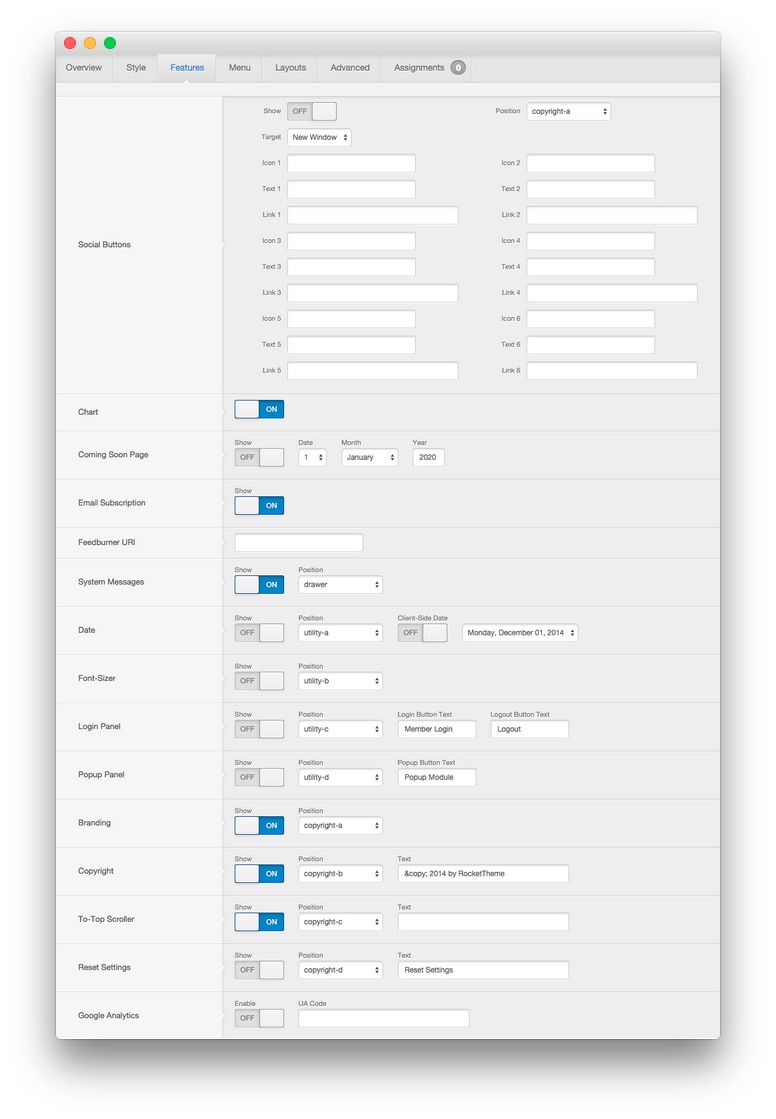 Overview Style Features Menu Layouts Advanced Assignments 0
Show OFF Position copyright-a
Target New Window
Icon 1 Icon 2
Text 1 Text 2
Link 1 Link 2
Social Buttons
Icon 3 Icon 4
Text 3 Text 4
Link 3 Link 4
Icon 5 Icon 6
Text 5 Text 6
Link 5 Link 6
Chart ON
Show Date Month Year
Coming Soon Page OFF 1 January 2020
Show
Email Subscription ON
Feedburner URI
Show Position
System Messages ON drawer
Show Position Client-Side Date
Date OFF utility-a OFF Monday, December 01, 2014
Show Position
Font-Sizer OFF utility-b
Show Position Login Button Text Logout Button Text
Login Panel OFF utility-c Member Login Logout
Show Position Popup Button Text
Popup Panel OFF utility-d Popup Module
Show Position
Branding ON copyright-a
Show Position Text
Copyright ON copyright-b &copy; 2014 by RocketTheme
Show Position Text
To-Top Scroller ON copyright-c
Show Position Text
Reset Settings OFF copyright-d Reset Settings
Enable UA Code
Google Analytics OFF